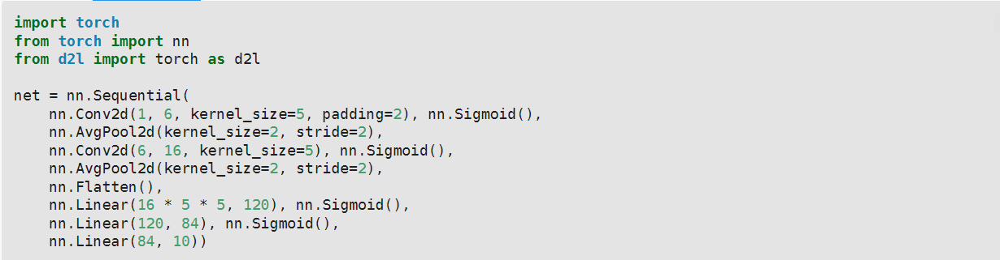 import torch
from torch import nn
from d2l import torch as d2l
net = nn.Sequential(
    nn.Conv2d(1, 6, kernel_size=5, padding=2), nn.Sigmoid(),
    nn.AvgPool2d(kernel_size=2, stride=2),
    nn.Conv2d(6, 16, kernel_size=5), nn.Sigmoid(),
    nn.AvgPool2d(kernel_size=2, stride=2),
    nn.Flatten(),
    nn.Linear(16 * 5 * 5, 120), nn.Sigmoid(),
    nn.Linear(120, 84), nn.Sigmoid(),
    nn.Linear(84, 10))